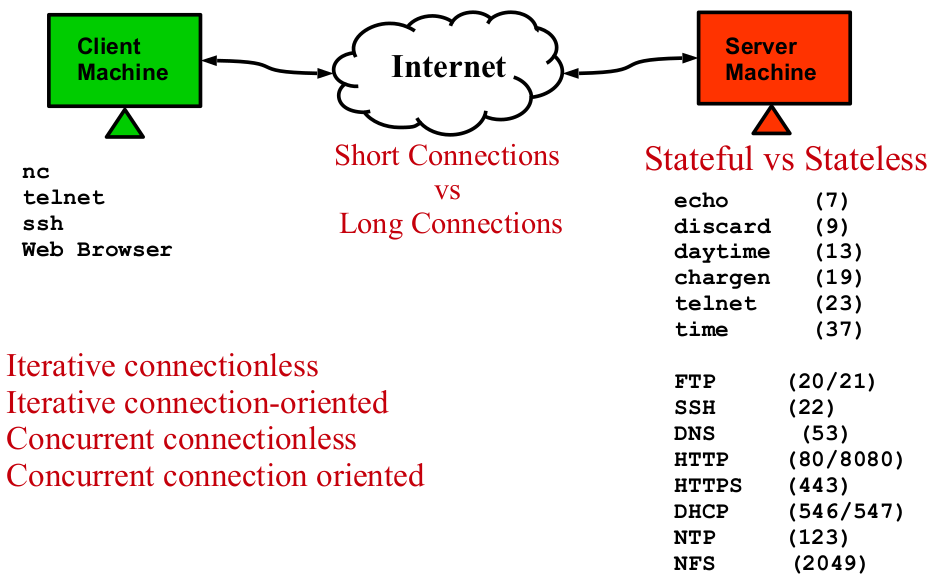 Client
Machine
Internet
Server
Machine
nc
telnet
ssh
Web Browser
Short Connections
vs
Long Connections
Stateful vs Stateless
echo (7)
discard (9)
daytime (13)
chargen (19)
telnet (23)
time (37)
Iterative connectionless
Iterative connection-oriented
Concurrent connectionless
Concurrent connection oriented
FTP (20/21)
SSH (22)
DNS (53)
HTTP (80/8080)
HTTPS (443)
DHCP (546/547)
NTP (123)
NFS (2049)